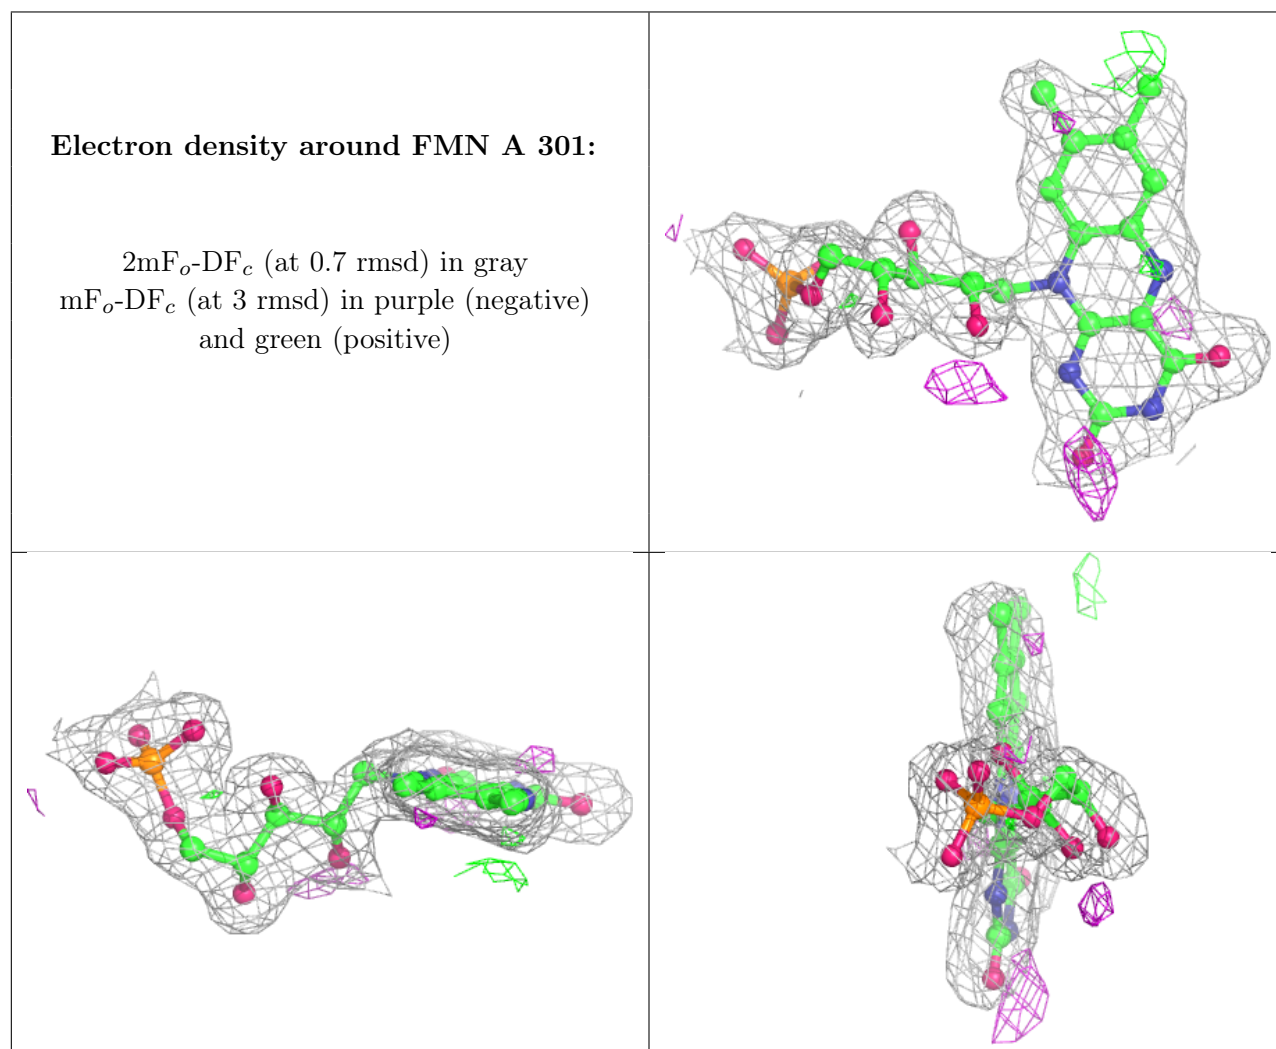 Electron density around FMN A 301:
2mFₒ-DF𝒸 (at 0.7 rmsd) in gray
mFₒ-DF𝒸 (at 3 rmsd) in purple (negative)
and green (positive)